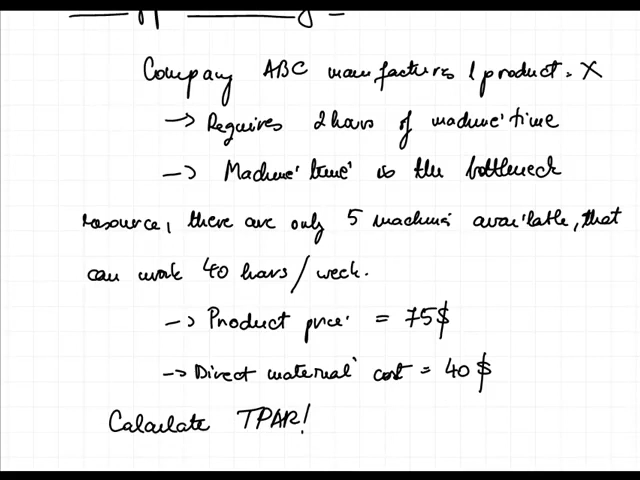 Company ABC manufactures 1 product = X
→ Requires 2 hours of machine time
→ Machine time is the bottleneck
resource, there are only 5 machines available, that
can work 40 hours / week.
→ Product price = 75$
→ Direct material cost = 40$
Calculate TPAR!